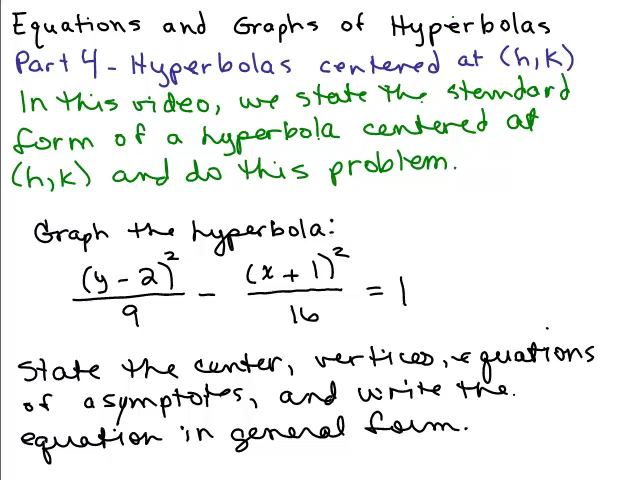 Equations and Graphs of Hyperbolas
Part 4 - Hyperbolas centered at (h,k)
In this video, we state the standard
form of a hyperbola centered at
(h,k) and do this problem.
Graph the hyperbola:
(y - 2)²/9 - (x + 1)²/16 = 1
State the center, vertices, equations
of asymptotes, and write the
equation in general form.